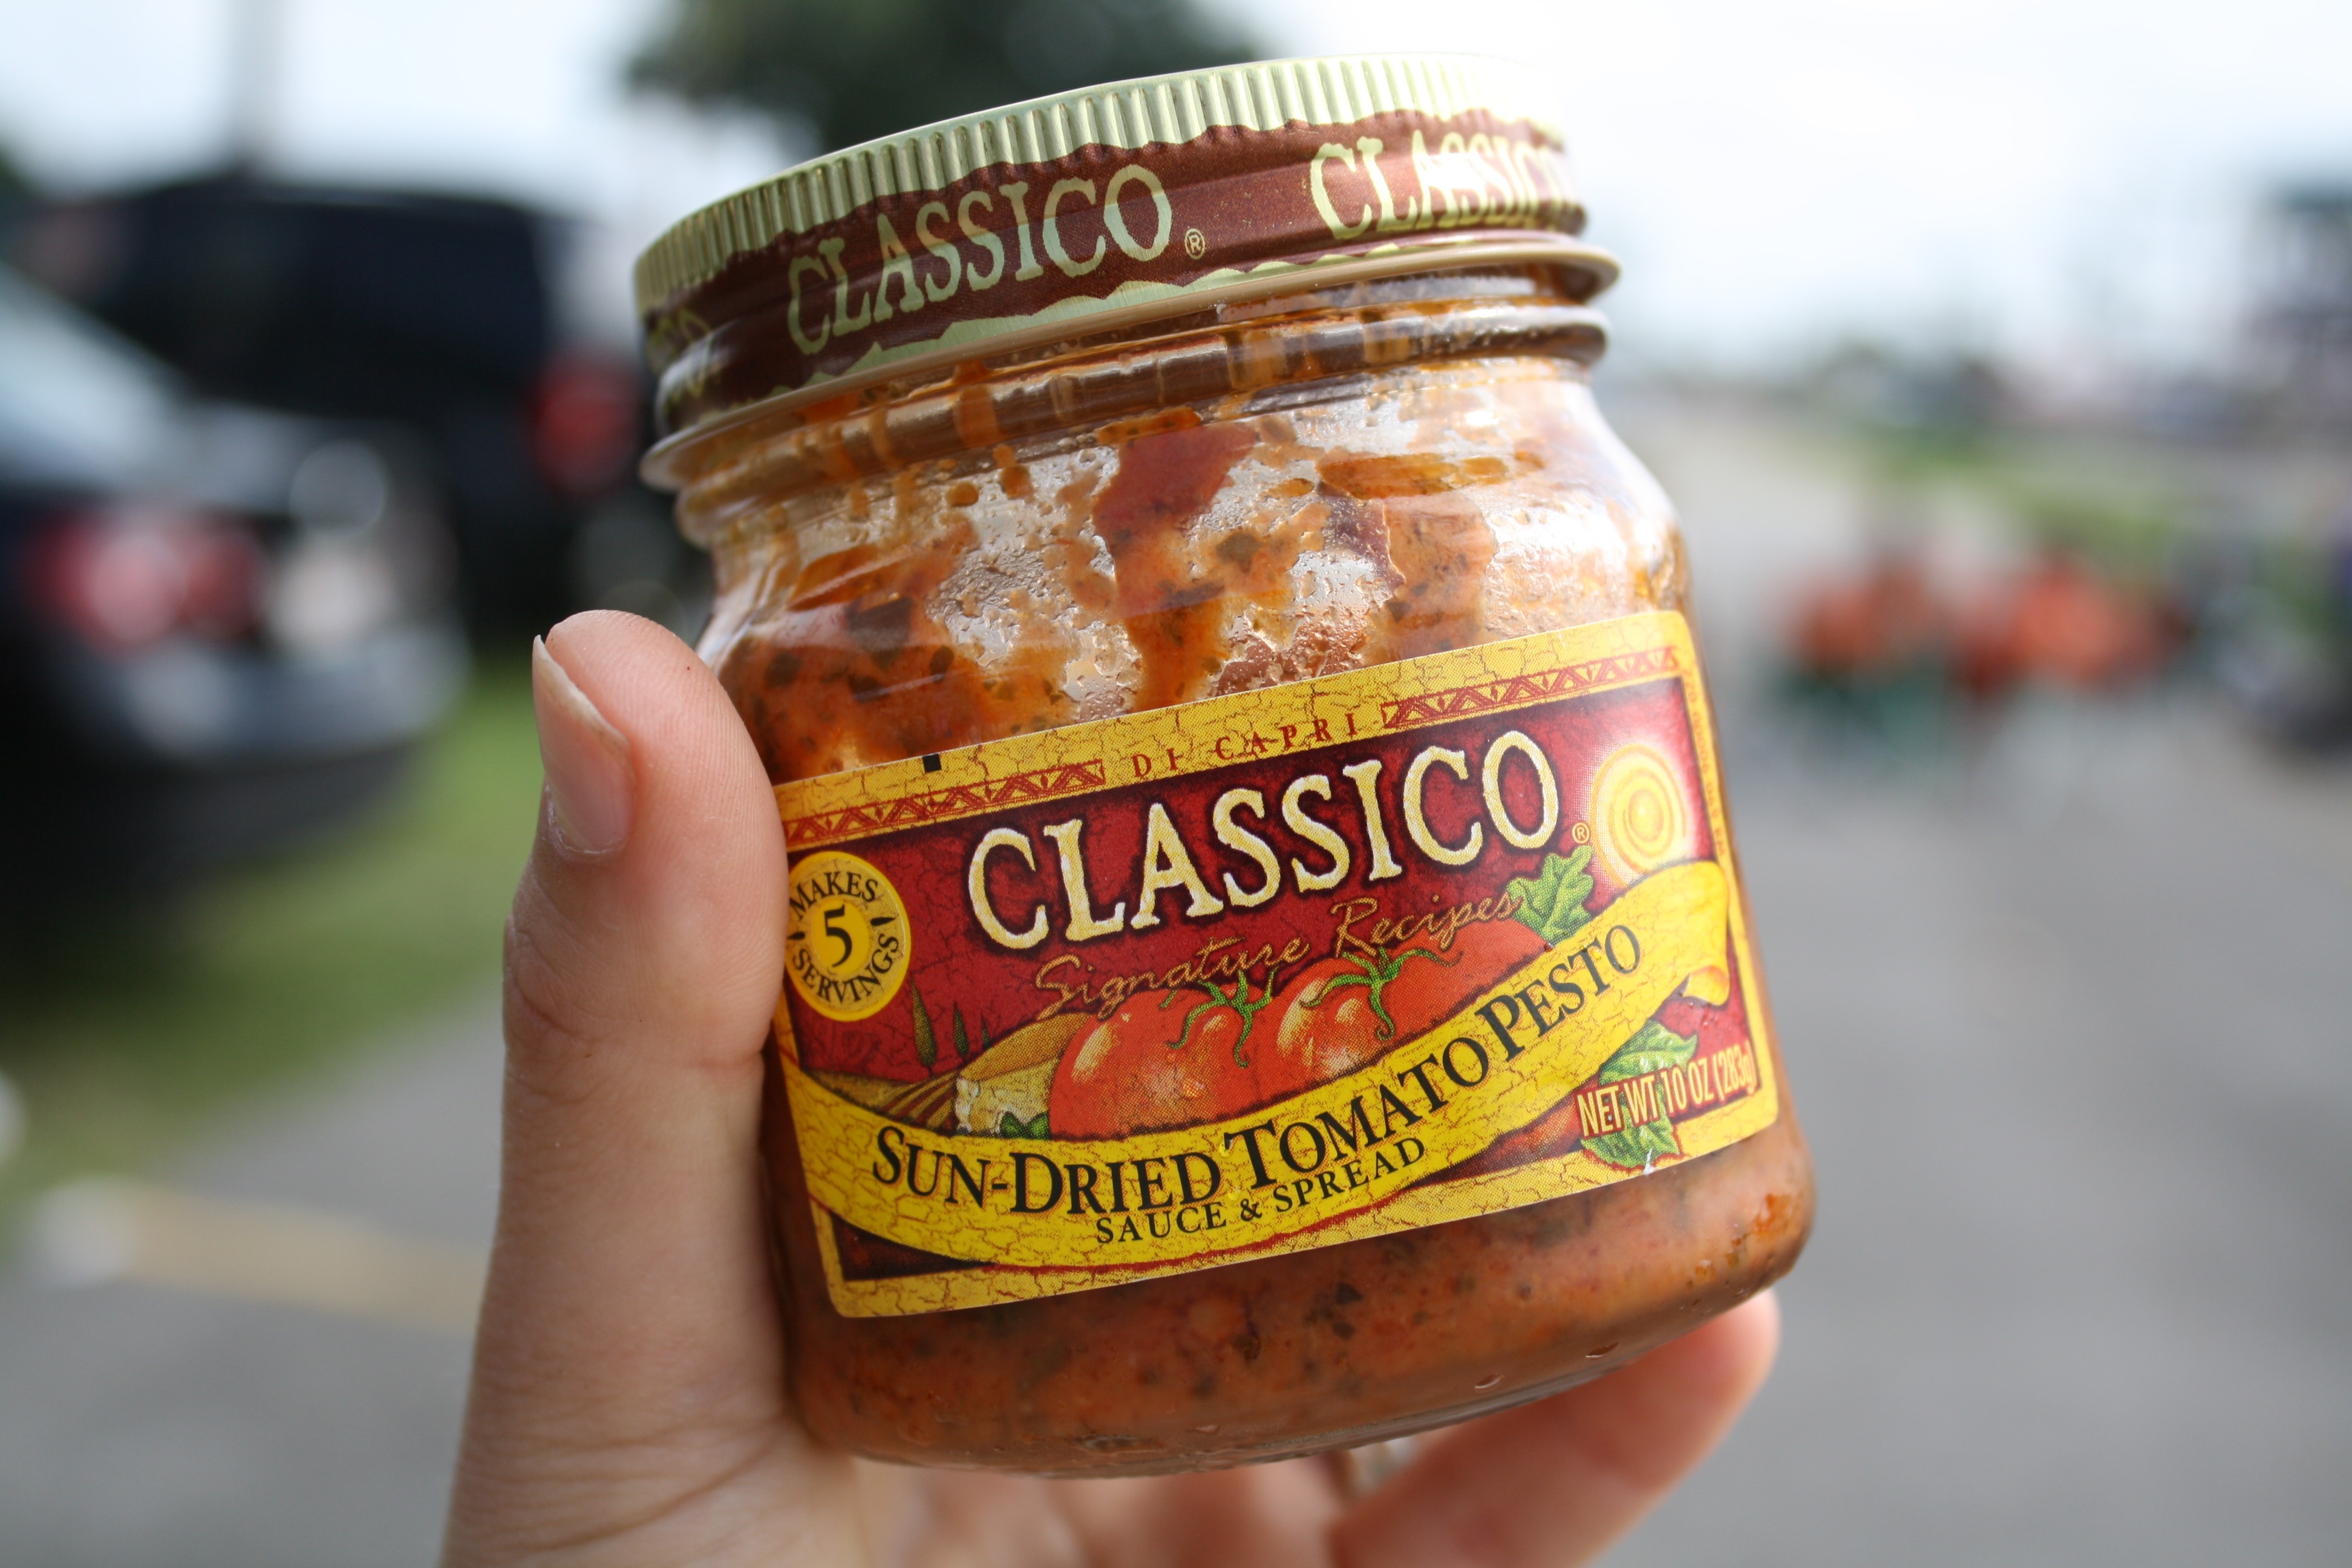 CLASSICO®
CLASSICO
DI CAPRI
CLASSICO®
Signature Recipes
MAKES
5
SERVINGS
SUN-DRIED TOMATO PESTO
SAUCE & SPREAD
NET WT 10 OZ (283g)